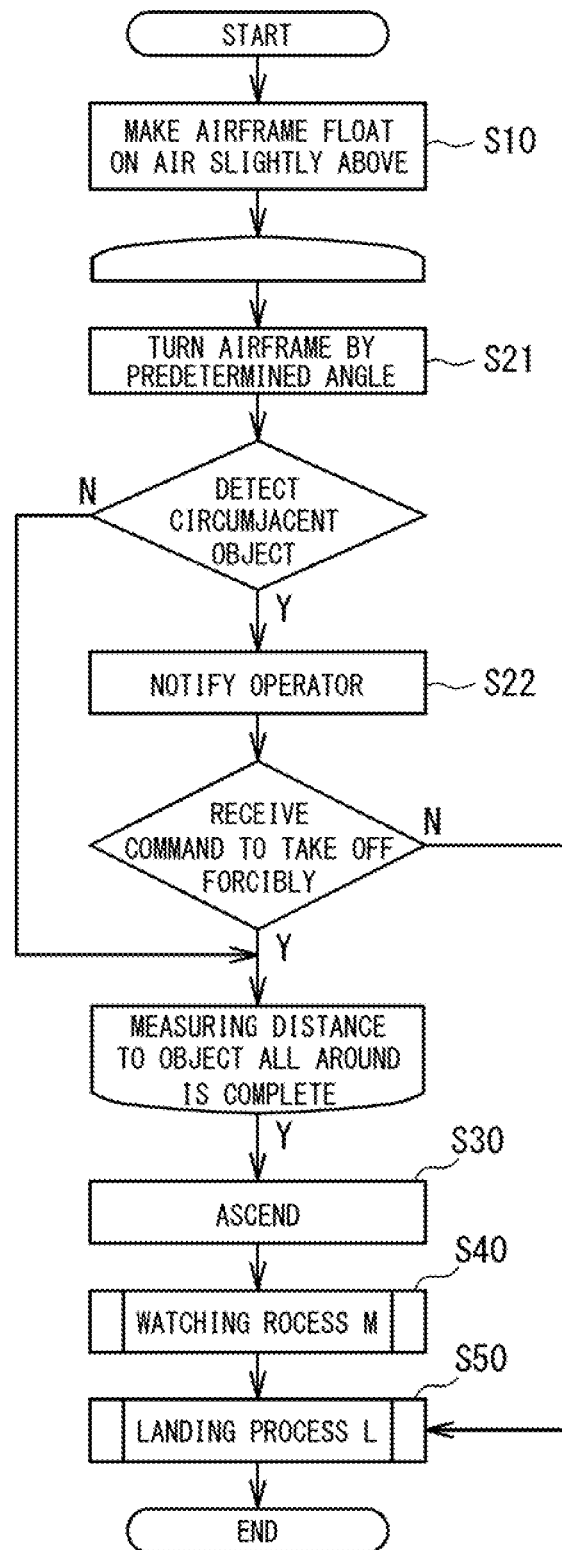 START
MAKE AIRFRAME FLOAT
ON AIR SLIGHTLY ABOVE
S10
TURN AIRFRAME BY
PREDETERMINED ANGLE
S21
N
DETECT
CIRCUMJACENT
OBJECT
Y
NOTIFY OPERATOR
S22
RECEIVE
COMMAND TO TAKE OFF
FORCIBLY
N
Y
MEASURING DISTANCE
TO OBJECT ALL AROUND
IS COMPLETE
Y
S30
ASCEND
S40
WATCHING ROCESS M
S50
LANDING PROCESS L
END